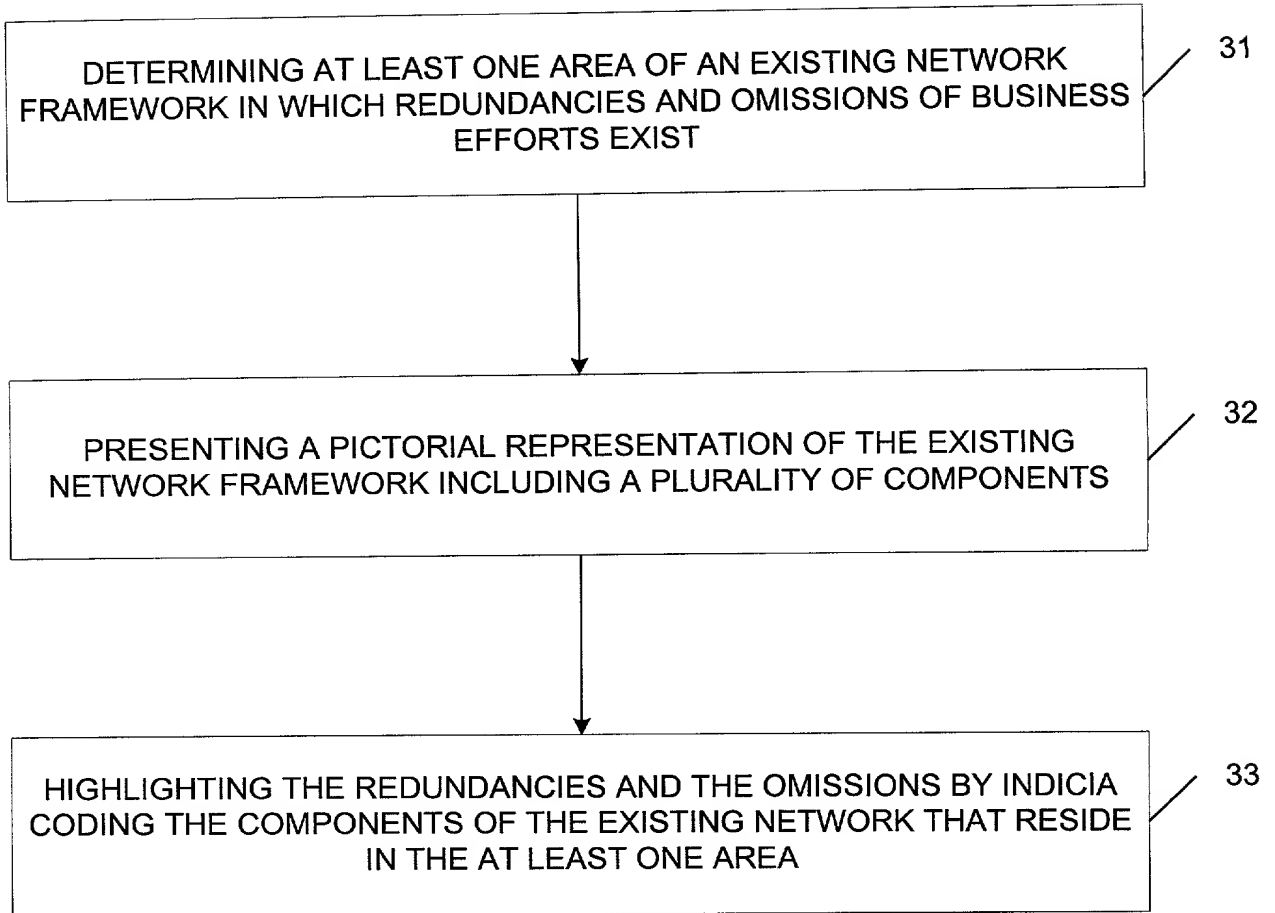 DETERMINING AT LEAST ONE AREA OF AN EXISTING NETWORK
FRAMEWORK IN WHICH REDUNDANCIES AND OMISSIONS OF BUSINESS
EFFORTS EXIST
31
PRESENTING A PICTORIAL REPRESENTATION OF THE EXISTING
NETWORK FRAMEWORK INCLUDING A PLURALITY OF COMPONENTS
32
HIGHLIGHTING THE REDUNDANCIES AND THE OMISSIONS BY INDICIA
CODING THE COMPONENTS OF THE EXISTING NETWORK THAT RESIDE
IN THE AT LEAST ONE AREA
33